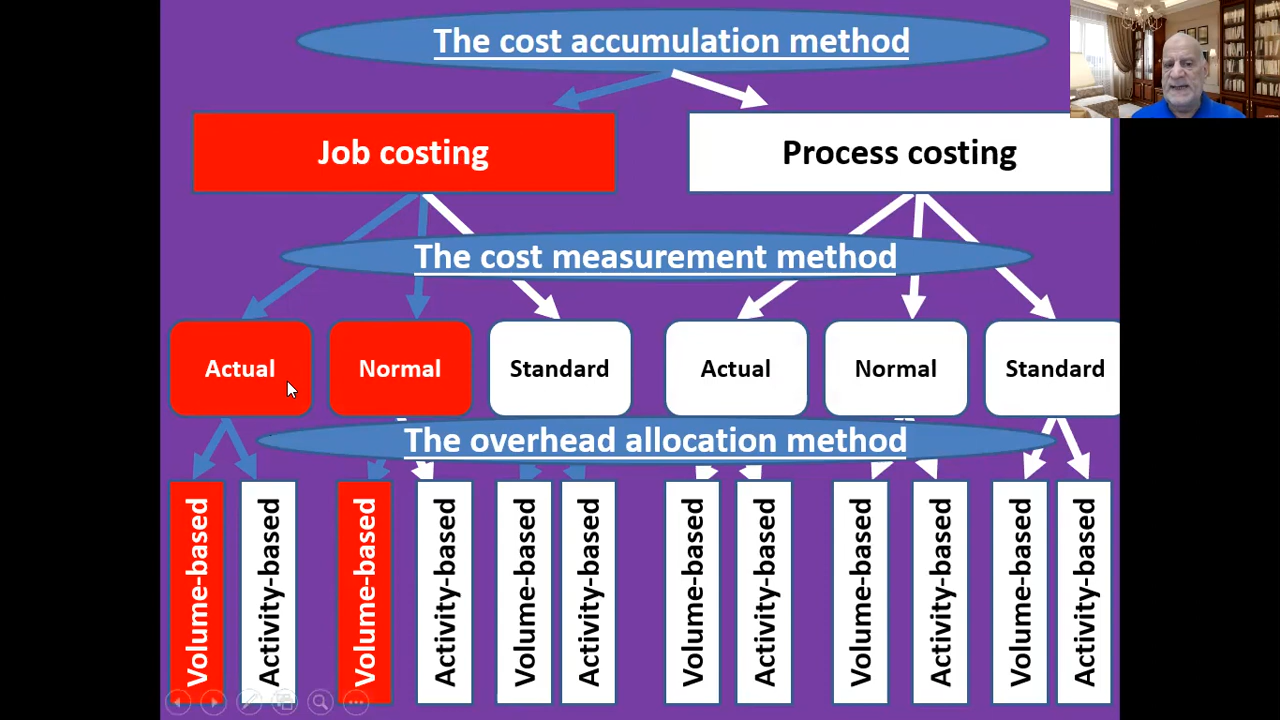 The cost accumulation method
Job costing
Process costing
The cost measurement method
Actual
Normal
Standard
Actual
Normal
Standard
The overhead allocation method
Volume-based
Activity-based
Volume-based
Activity-based
Volume-based
Activity-based
Volume-based
Activity-based
Volume-based
Activity-based
Volume-based
Activity-based